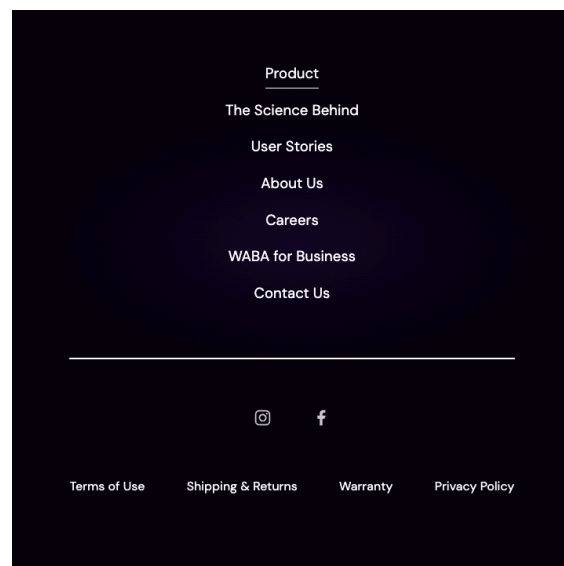 Product
The Science Behind
User Stories
About Us
Careers
WABA for Business
Contact Us
Terms of Use Shipping & Returns Warranty Privacy Policy